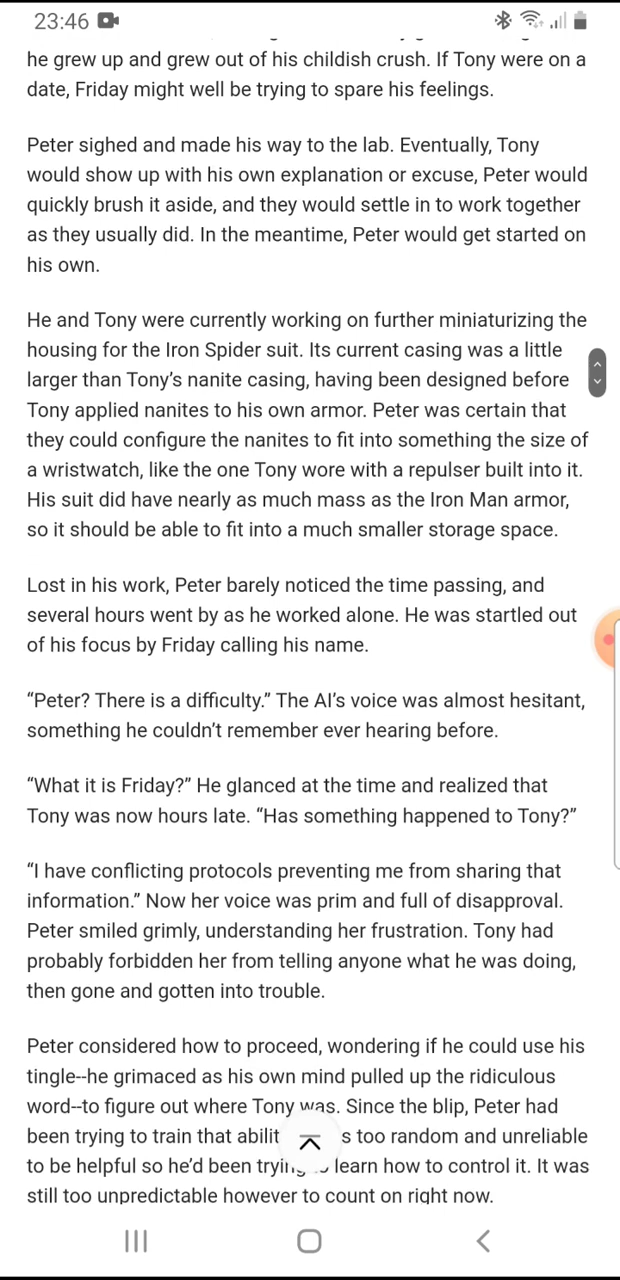 23:46
he grew up and grew out of his childish crush. If Tony were on a
date, Friday might well be trying to spare his feelings.
Peter sighed and made his way to the lab. Eventually, Tony
would show up with his own explanation or excuse, Peter would
quickly brush it aside, and they would settle in to work together
as they usually did. In the meantime, Peter would get started on
his own.
He and Tony were currently working on further miniaturizing the
housing for the Iron Spider suit. Its current casing was a little
larger than Tony’s nanite casing, having been designed before
Tony applied nanites to his own armor. Peter was certain that
they could configure the nanites to fit into something the size of
a wristwatch, like the one Tony wore with a repulser built into it.
His suit did have nearly as much mass as the Iron Man armor,
so it should be able to fit into a much smaller storage space.
Lost in his work, Peter barely noticed the time passing, and
several hours went by as he worked alone. He was startled out
of his focus by Friday calling his name.
“Peter? There is a difficulty.” The AI’s voice was almost hesitant,
something he couldn’t remember ever hearing before.
“What it is Friday?” He glanced at the time and realized that
Tony was now hours late. “Has something happened to Tony?”
“I have conflicting protocols preventing me from sharing that
information.” Now her voice was prim and full of disapproval.
Peter smiled grimly, understanding her frustration. Tony had
probably forbidden her from telling anyone what he was doing,
then gone and gotten into trouble.
Peter considered how to proceed, wondering if he could use his
tingle--he grimaced as his own mind pulled up the ridiculous
word--to figure out where Tony was. Since the blip, Peter had
been trying to train that abilit s too random and unreliable
to be helpful so he’d been trying learn how to control it. It was
still too unpredictable however to count on right now.